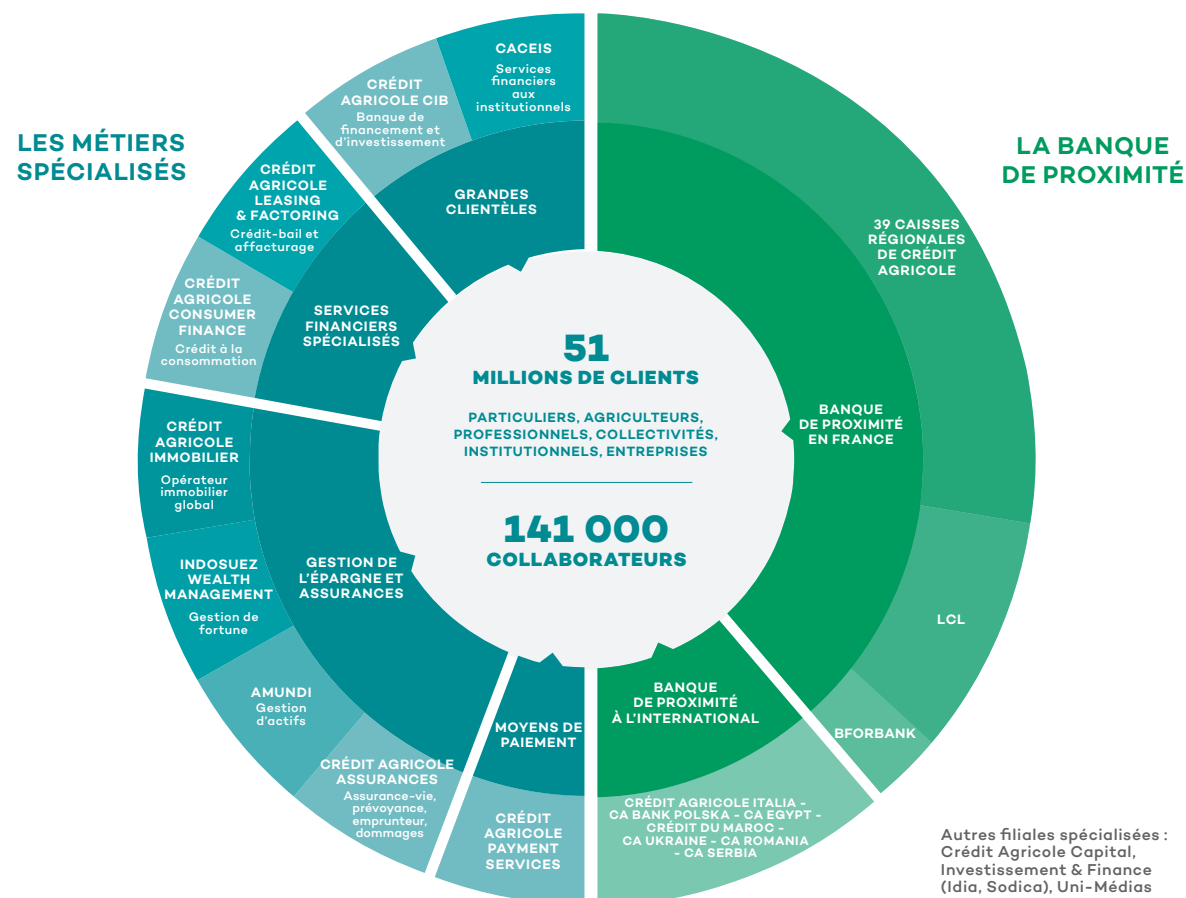 LES MÉTIERS
SPÉCIALISÉS
LA BANQUE
DE PROXIMITÉ
CACEIS
Services
financiers
aux
institutionnels
CRÉDIT
AGRICOLE CIB
Banque de
financement et
d'investissement
GRANDES
CLIENTÈLES
CRÉDIT
AGRICOLE
LEASING
& FACTORING
Crédit-bail et
affacturage
CRÉDIT
AGRICOLE
CONSUMER
FINANCE
Crédit à la
consommation
SERVICES
FINANCIERS
SPÉCIALISÉS
CRÉDIT
AGRICOLE
IMMOBILIER
Opérateur
immobilier
global
INDOSUEZ
WEALTH
MANAGEMENT
Gestion de
fortune
AMUNDI
Gestion
d'actifs
CRÉDIT AGRICOLE
ASSURANCES
Assurance-vie,
prévoyance,
emprunteur,
dommages
GESTION DE
L'ÉPARGNE ET
ASSURANCES
MOYENS DE
PAIEMENT
CRÉDIT
AGRICOLE
PAYMENT
SERVICES
51
MILLIONS DE CLIENTS
PARTICULIERS, AGRICULTEURS,
PROFESSIONNELS, COLLECTIVITÉS,
INSTITUTIONNELS, ENTREPRISES
141 000
COLLABORATEURS
39 CAISSES
RÉGIONALES
DE CRÉDIT
AGRICOLE
BANQUE
DE PROXIMITÉ
EN FRANCE
LCL
BFORBANK
BANQUE
DE PROXIMITÉ
À L'INTERNATIONAL
CRÉDIT AGRICOLE ITALIA -
CA BANK POLSKA - CA EGYPT -
CRÉDIT DU MAROC -
CA UKRAINE - CA ROMANIA
- CA SERBIA
Autres filiales spécialisées :
Crédit Agricole Capital,
Investissement & Finance
(Idia, Sodica), Uni-Médias